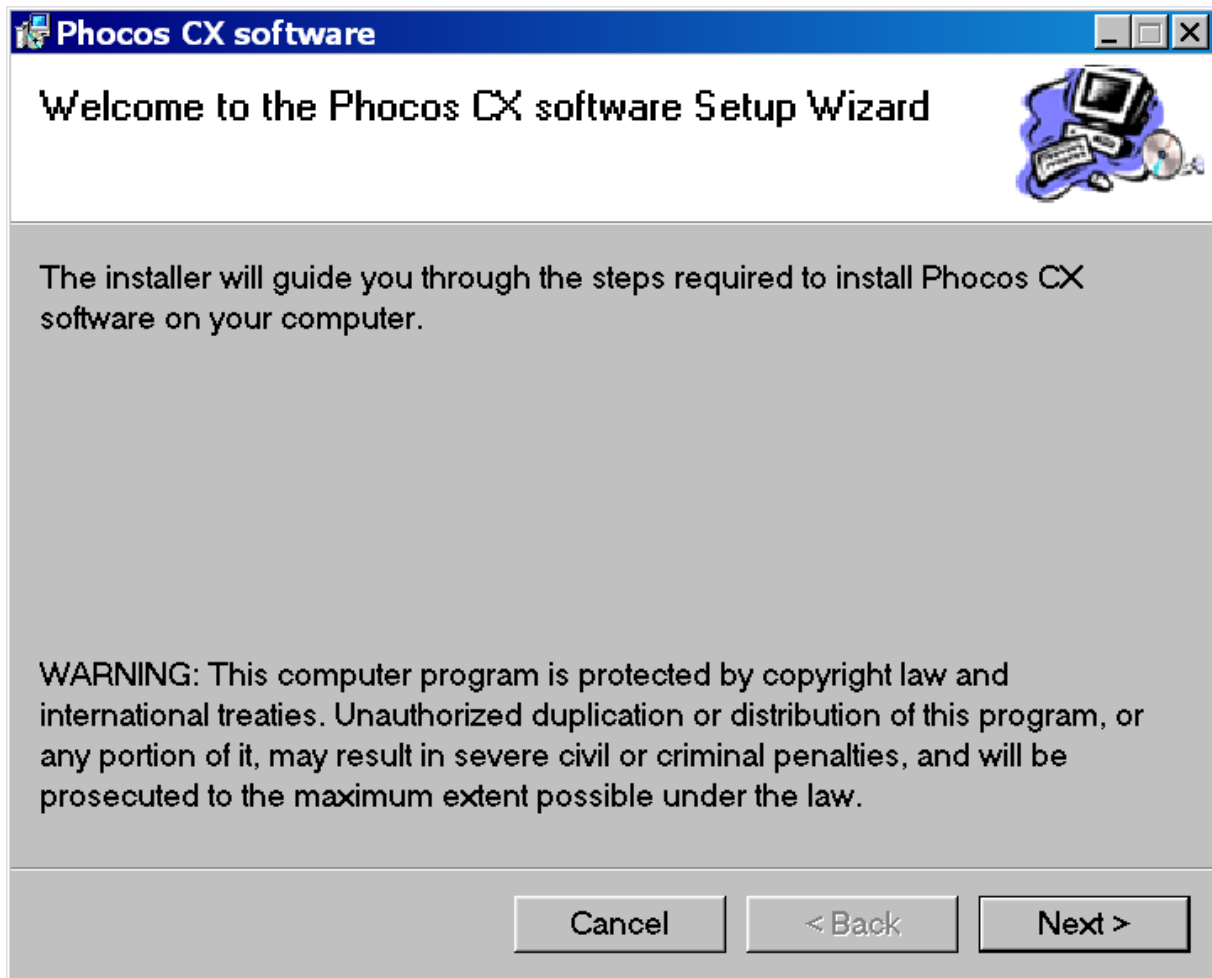 Phocos CX software
Welcome to the Phocos CX software Setup Wizard
The installer will guide you through the steps required to install Phocos CX
software on your computer.
WARNING: This computer program is protected by copyright law and
international treaties. Unauthorized duplication or distribution of this program, or
any portion of it, may result in severe civil or criminal penalties, and will be
prosecuted to the maximum extent possible under the law.
Cancel
< Back
Next >